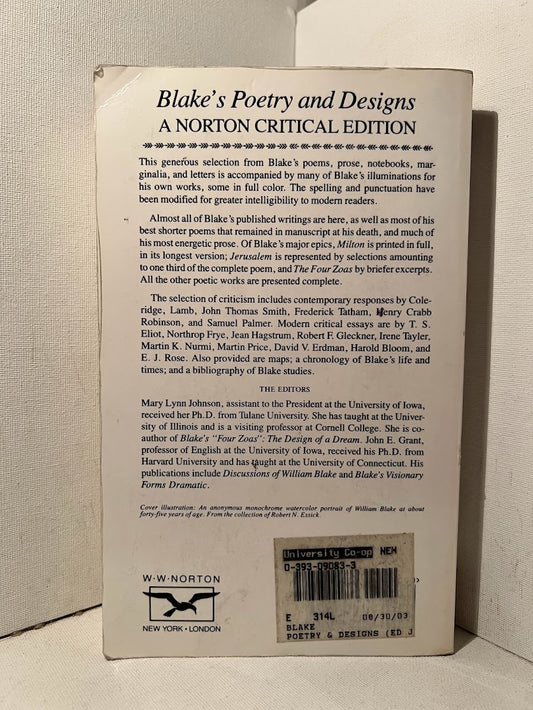 Blake's Poetry and Designs
A NORTON CRITICAL EDITION
This generous selection from Blake's poems, prose, notebooks, mar-
ginalia, and letters is accompanied by many of Blake's illuminations for
his own works, some in full color. The spelling and punctuation have
been modified for greater intelligibility to modern readers.
Almost all of Blake's published writings are here, as well as most of his
best shorter poems that remained in manuscript at his death, and much of
his most energetic prose. Of Blake's major epics, Milton is printed in full,
in its longest version; Jerusalem is represented by selections amounting
to one third of the complete poem, and The Four Zoas by briefer excerpts.
All the other poetic works are presented complete.
The selection of criticism includes contemporary responses by Cole-
ridge, Lamb, John Thomas Smith, Frederick Tatham, Henry Crabb
Robinson, and Samuel Palmer. Modern critical essays are by T. S.
Eliot, Northrop Frye, Jean Hagstrum, Robert F. Gleckner, Irene Tayler,
Martin K. Nurmi, Martin Price, David V. Erdman, Harold Bloom, and
E. J. Rose. Also provided are maps; a chronology of Blake's life and
times; and a bibliography of Blake studies.
THE EDITORS
Mary Lynn Johnson, assistant to the President at the University of Iowa,
received her Ph.D. from Tulane University. She has taught at the Univer-
sity of Illinois and is a visiting professor at Cornell College. She is co-
author of Blake's "Four Zoas": The Design of a Dream. John E. Grant,
professor of English at the University of Iowa, received his Ph.D. from
Harvard University and has taught at the University of Connecticut. His
publications include Discussions of William Blake and Blake's Visionary
Forms Dramatic.
Cover illustration: An anonymous monochrome watercolor portrait of William Blake at about
forty-five years of age. From the collection of Robert N. Essick.
University Co-op NEW
0-393-09083-3
E 314L 08/30/03
BLAKE
POETRY & DESIGNS (ED J
W·W·NORTON
NEW YORK · LONDON